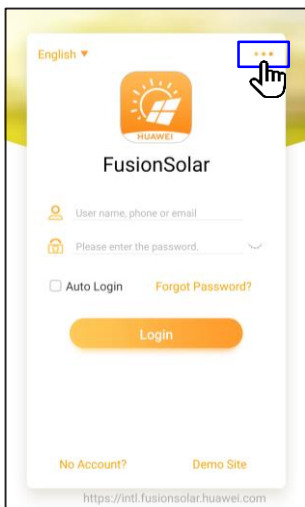 English ▼ •••
HUAWEI
FusionSolar
User name, phone or email
Please enter the password.
Auto Login Forgot Password?
Login
No Account? Demo Site
https://intl.fusionsolar.huawei.com